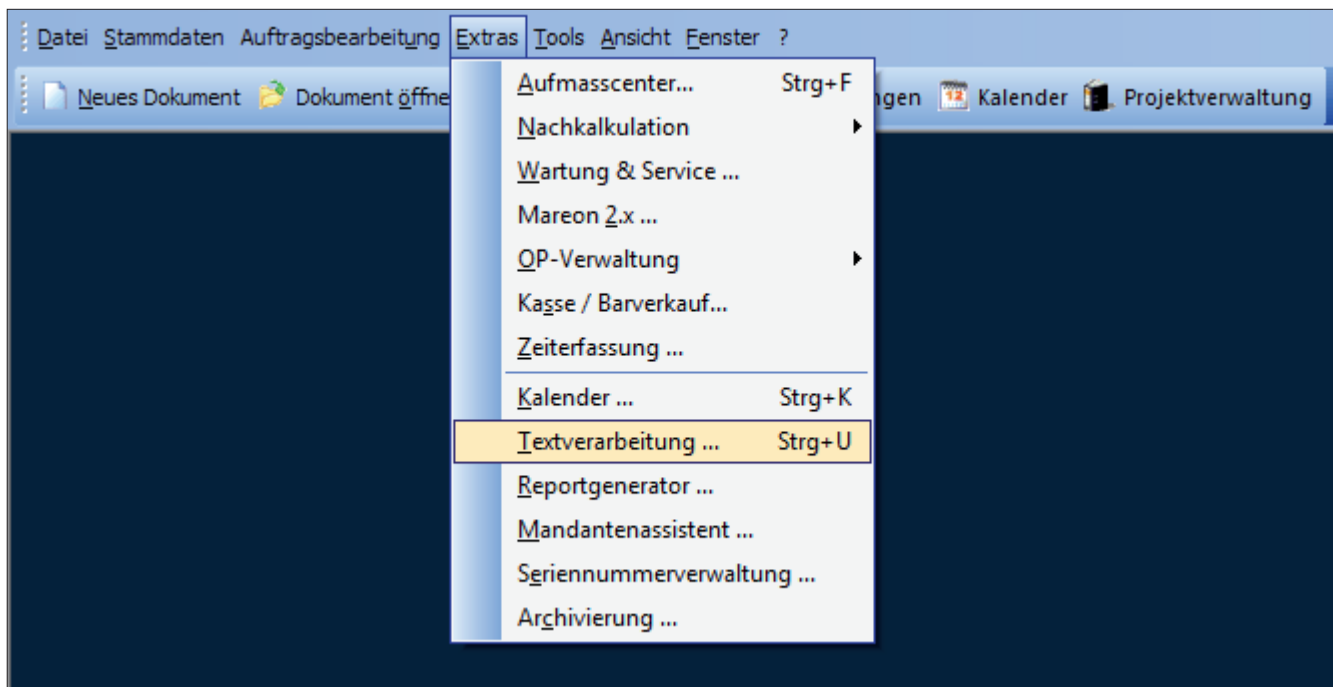 Datei Stammdaten Auftragsbearbeitung Extras Tools Ansicht Fenster ?
Neues Dokument Dokument öffne ngen 12 Kalender Projektverwaltung
Aufmasscenter... Strg+F
Nachkalkulation
Wartung & Service ...
Mareon 2.x ...
OP-Verwaltung
Kasse / Barverkauf...
Zeiterfassung ...
Kalender ... Strg+K
Textverarbeitung ... Strg+U
Reportgenerator ...
Mandantenassistent ...
Seriennummerverwaltung ...
Archivierung ...